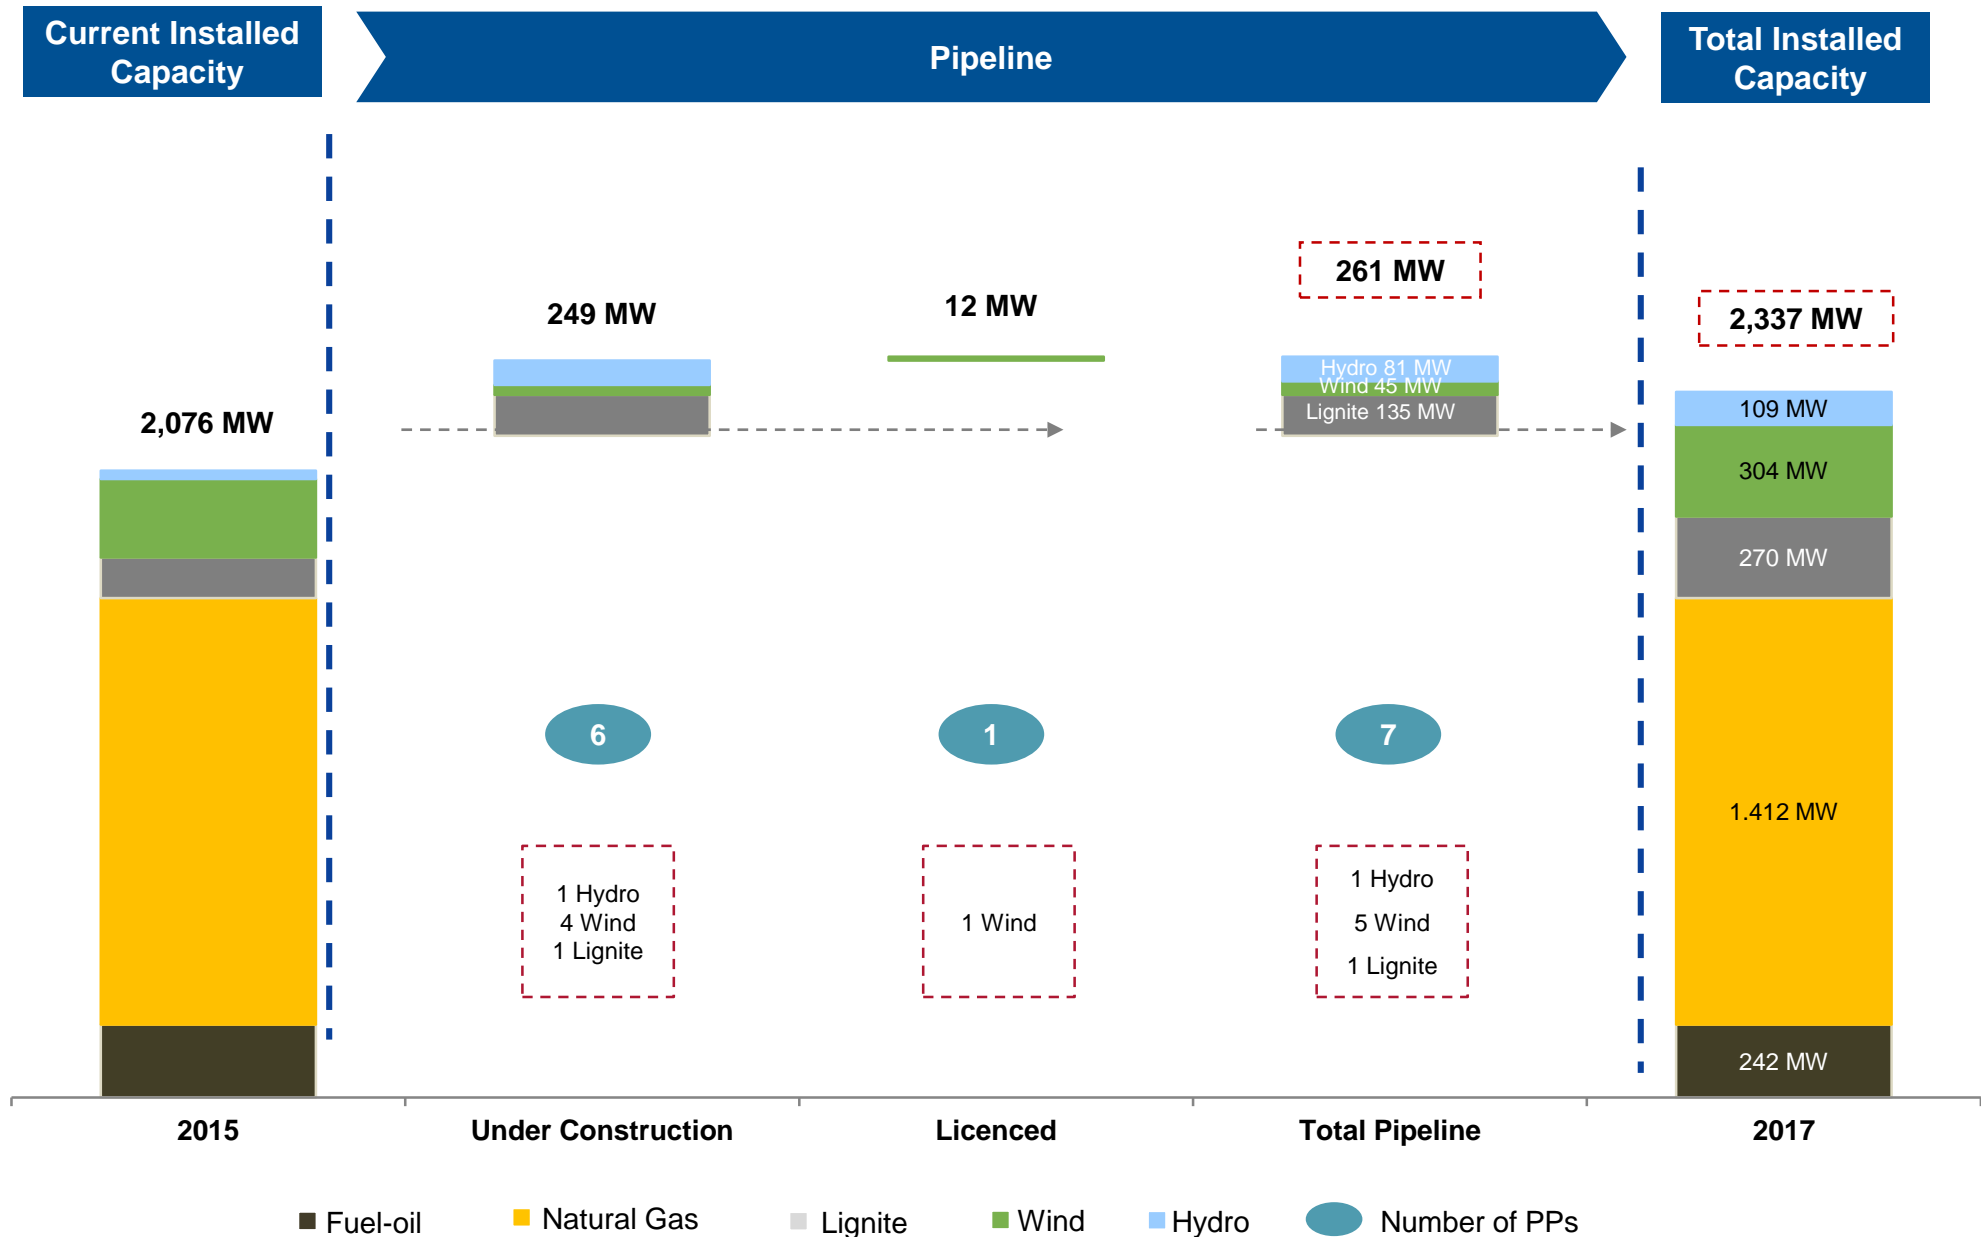 Current Installed
Capacity
Pipeline
Total Installed
Capacity
2,076 MW
249 MW
12 MW
261 MW
2,337 MW
Hydro 81 MW
Wind 45 MW
Lignite 135 MW
109 MW
304 MW
270 MW
1.412 MW
242 MW
6
1
7
1 Hydro
4 Wind
1 Lignite
1 Wind
1 Hydro
5 Wind
1 Lignite
2015
Under Construction
Licenced
Total Pipeline
2017
Fuel-oil
Natural Gas
Lignite
Wind
Hydro
Number of PPs